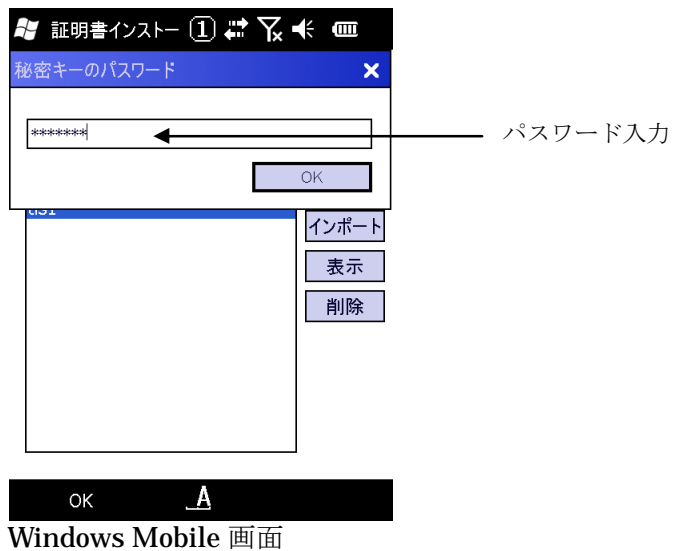 証明書インストー 1
秘密キーのパスワード
*******
パスワード入力
OK
インポート
表示
削除
OK A
Windows Mobile 画面